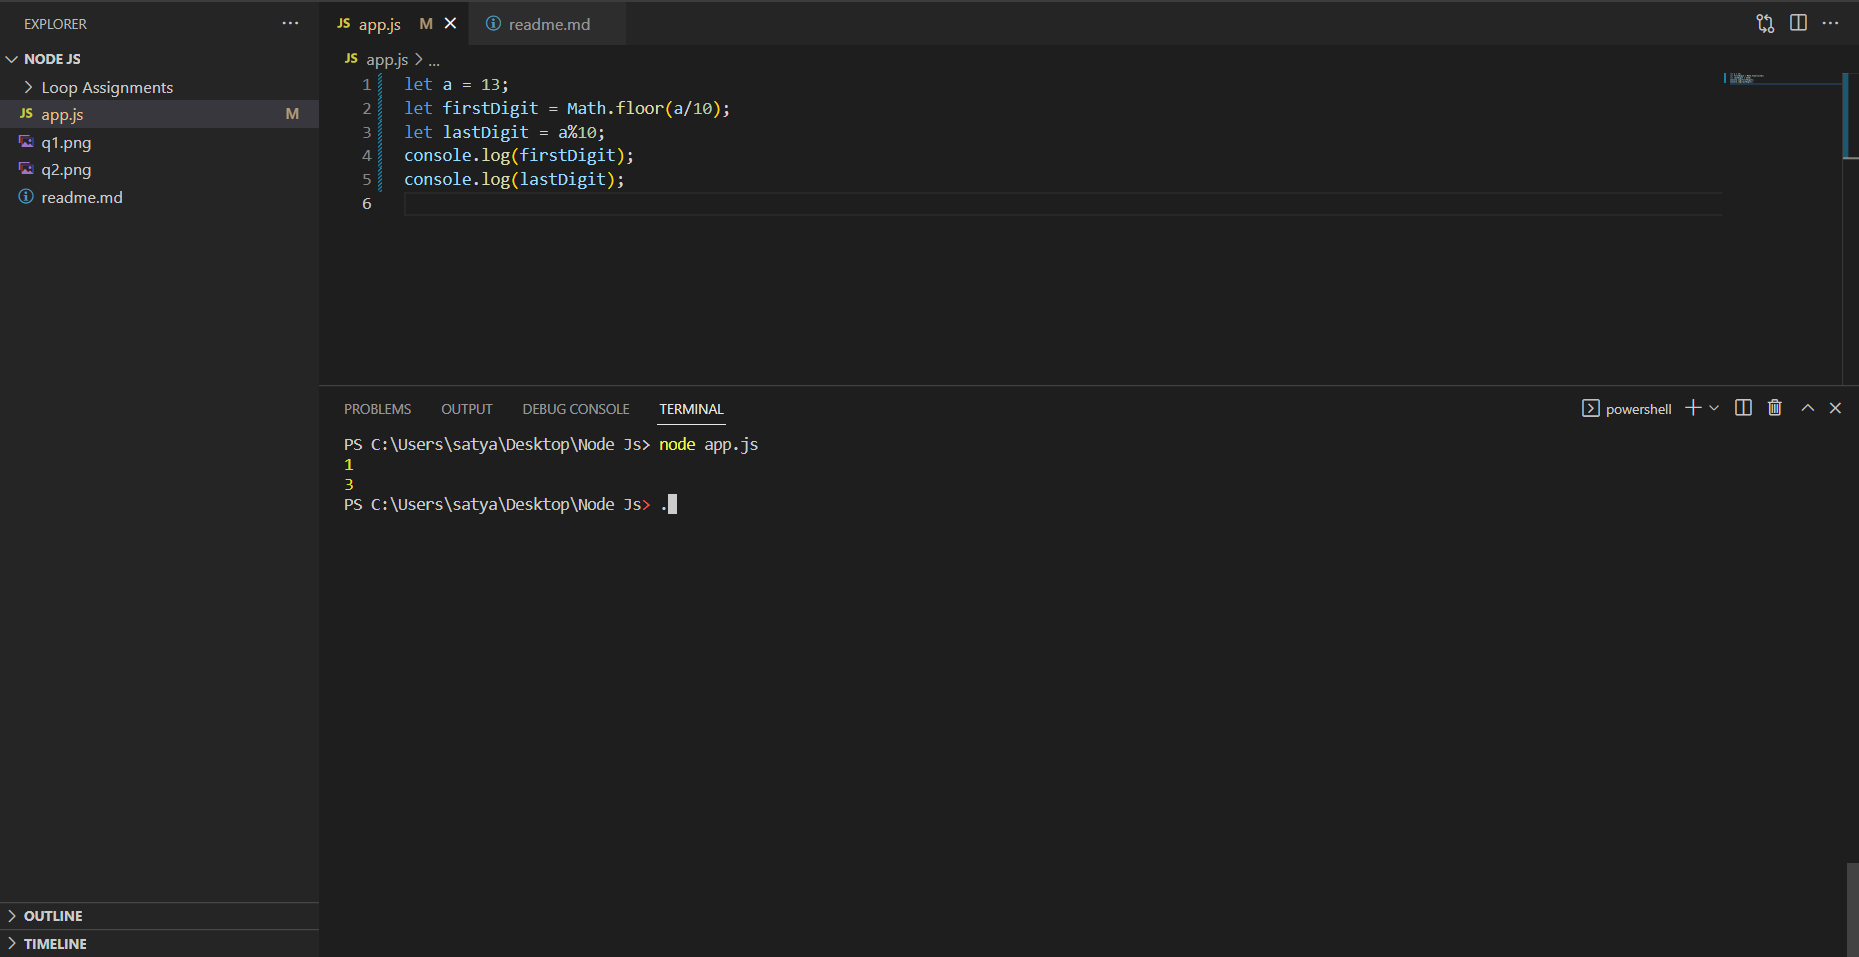 EXPLORER ···
NODE JS
Loop Assignments
JS app.js M
q1.png
q2.png
readme.md
OUTLINE
TIMELINE
JS app.js M
readme.md
JS app.js > ...
1 let a = 13;
2 let firstDigit = Math.floor(a/10);
3 let lastDigit = a%10;
4 console.log(firstDigit);
5 console.log(lastDigit);
6
PROBLEMS OUTPUT DEBUG CONSOLE TERMINAL
powershell
PS C:\Users\satya\Desktop\Node Js> node app.js
1
3
PS C:\Users\satya\Desktop\Node Js> .